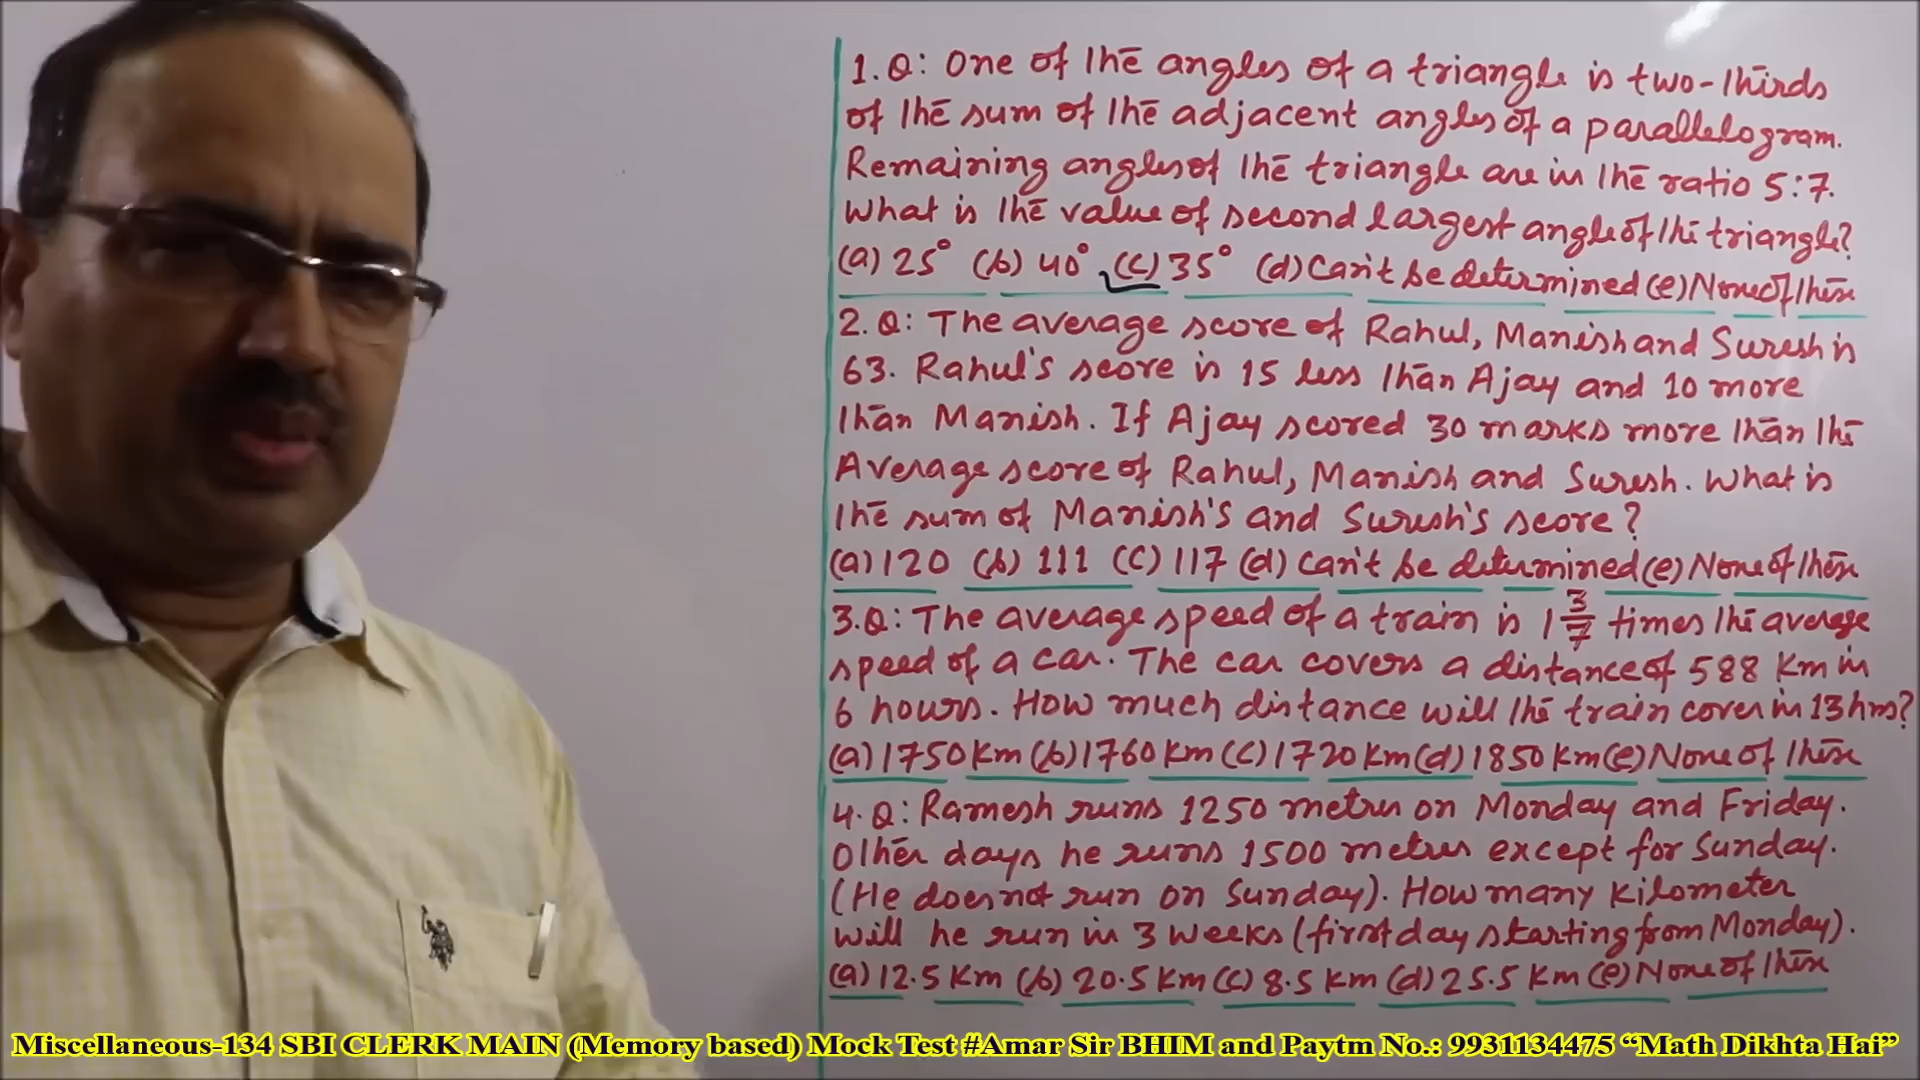 1.Q: One of the angles of a triangle is two-thirds
of the sum of the adjacent angles of a parallelogram.
Remaining angles of the triangle are in the ratio 5:7.
What is the value of second largest angle of the triangle?
(a) 25° (b) 40° (c) 35° (d) Can't be determined (e) None of these
2.Q: The average score of Rahul, Manish and Suresh is
63. Rahul's score is 15 less than Ajay and 10 more
than Manish. If Ajay scored 30 marks more than the
Average score of Rahul, Manish and Suresh. What is
the sum of Manish's and Suresh's score?
(a) 120 (b) 111 (c) 117 (d) Can't be determined (e) None of these
3.Q: The average speed of a train is 1 3/7 times the average
speed of a car. The car covers a distance of 588 Km in
6 hours. How much distance will the train cover in 13 hrs?
(a) 1750 Km (b) 1760 Km (c) 1720 Km (d) 1850 Km (e) None of these
4.Q: Ramesh runs 1250 metres on Monday and Friday.
Other days he runs 1500 metres except for Sunday.
(He does not run on Sunday). How many kilometer
will he run in 3 weeks (first day starting from Monday).
(a) 12.5 Km (b) 20.5 Km (c) 8.5 Km (d) 25.5 Km (e) None of these
Miscellaneous-134 SBI CLERK MAIN (Memory based) Mock Test #Amar Sir BHIM and Paytm No.: 9931134475 “Math Dikhta Hai”